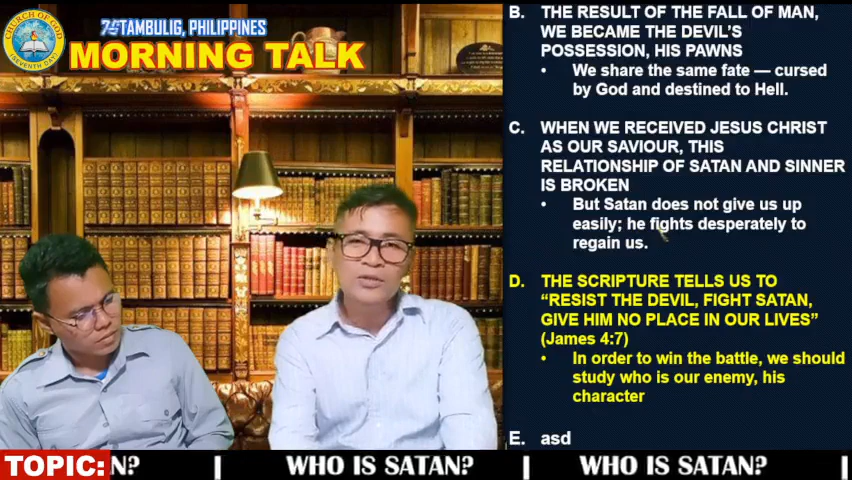 CHURCH OF GOD
(SEVENTH DAY)
TAMBULIG, PHILIPPINES
MORNING TALK
B. THE RESULT OF THE FALL OF MAN,
WE BECAME THE DEVIL'S
POSSESSION, HIS PAWNS
• We share the same fate — cursed
by God and destined to Hell.
C. WHEN WE RECEIVED JESUS CHRIST
AS OUR SAVIOUR, THIS
RELATIONSHIP OF SATAN AND SINNER
IS BROKEN
• But Satan does not give us up
easily; he fights desperately to
regain us.
D. THE SCRIPTURE TELLS US TO
“RESIST THE DEVIL, FIGHT SATAN,
GIVE HIM NO PLACE IN OUR LIVES”
(James 4:7)
• In order to win the battle, we should
study who is our enemy, his
character
E. asd
TOPIC: N? | WHO IS SATAN? | WHO IS SATAN? |